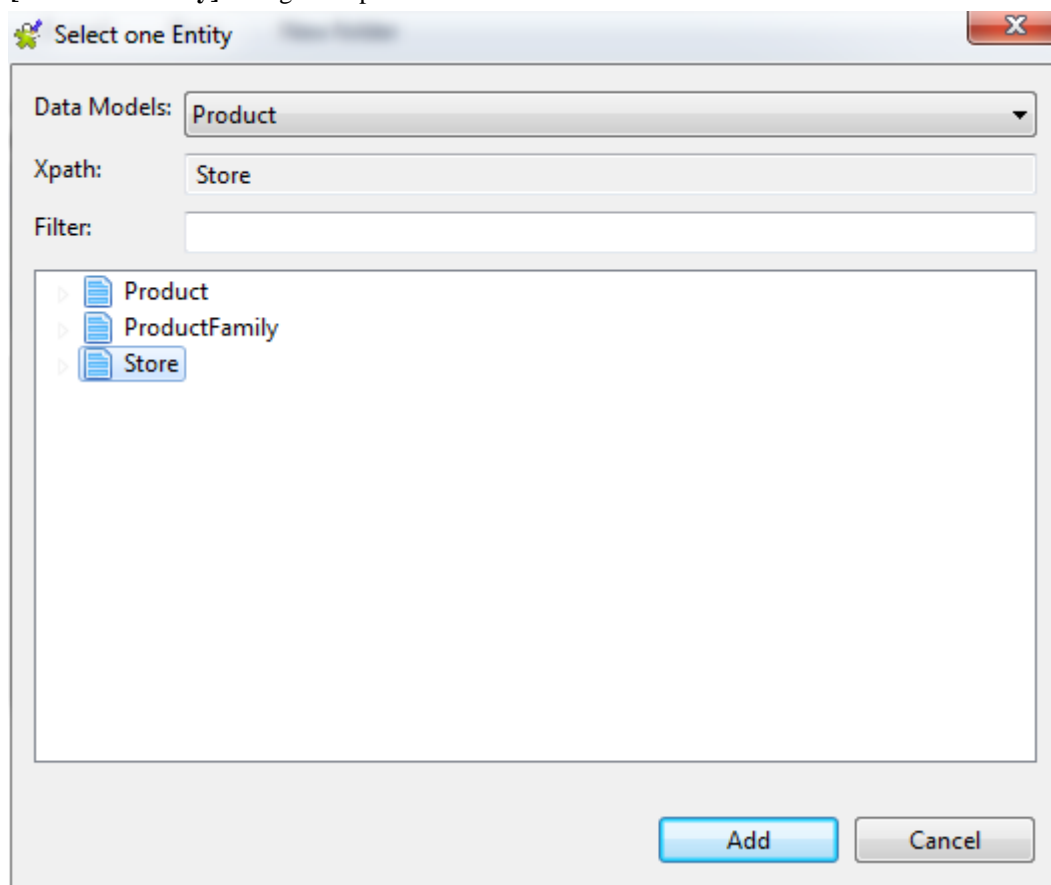 Select one Entity
Data Models: Product
Xpath: Store
Filter:
Product
ProductFamily
Store
Add Cancel